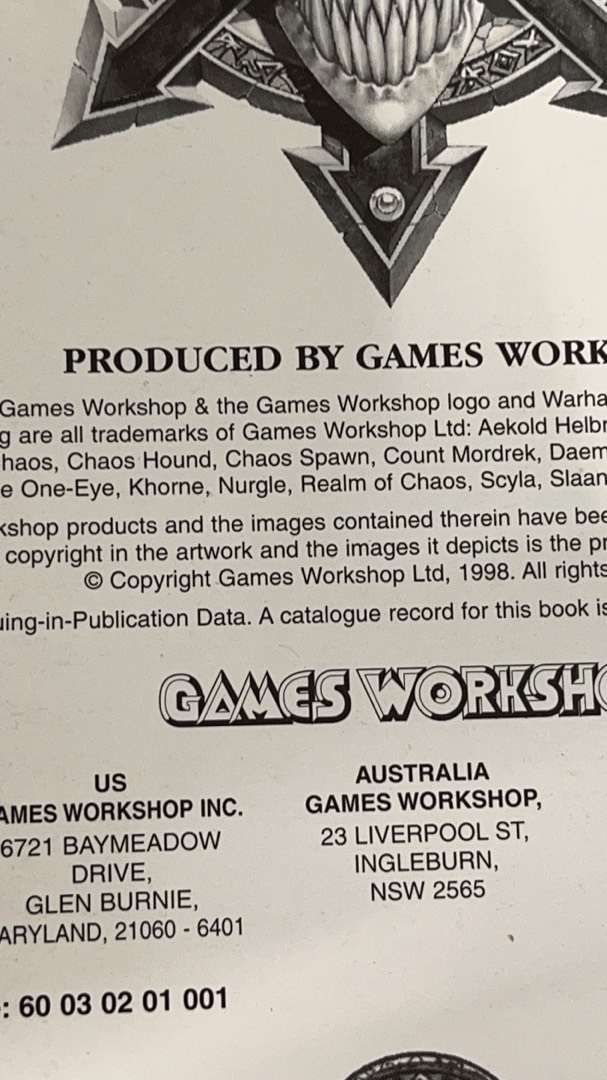 PRODUCED BY GAMES WORK
Games Workshop & the Games Workshop logo and Warha
g are all trademarks of Games Workshop Ltd: Aekold Helbr
haos, Chaos Hound, Chaos Spawn, Count Mordrek, Daem
e One-Eye, Khorne, Nurgle, Realm of Chaos, Scyla, Slaan
kshop products and the images contained therein have bee
copyright in the artwork and the images it depicts is the pr
© Copyright Games Workshop Ltd, 1998. All rights
uing-in-Publication Data. A catalogue record for this book is
GAMES WORKSHO
US
AMES WORKSHOP INC.
6721 BAYMEADOW
DRIVE,
GLEN BURNIE,
ARYLAND, 21060 - 6401
AUSTRALIA
GAMES WORKSHOP,
23 LIVERPOOL ST,
INGLEBURN,
NSW 2565
: 60 03 02 01 001